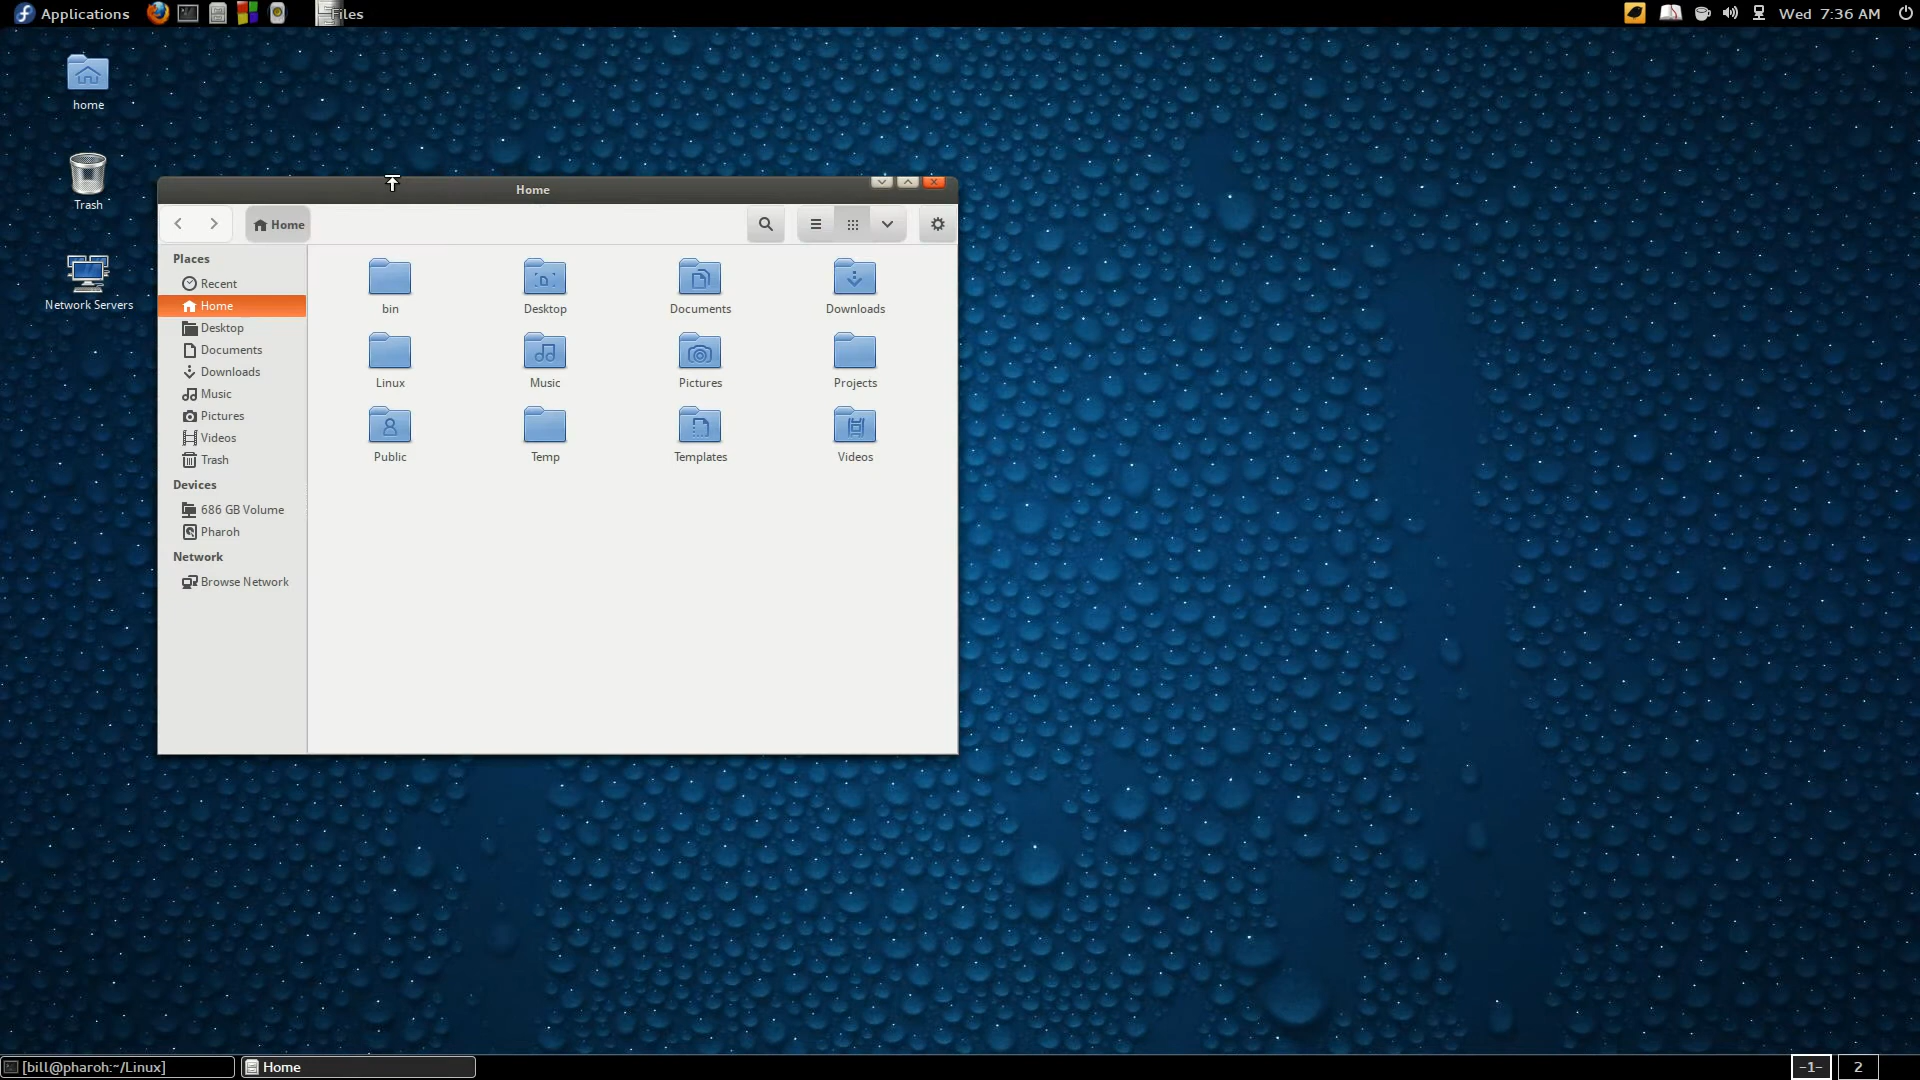 Applications
Files
Wed 7:36 AM
home
Trash
Network Servers
Home
Home
Places
Recent
Home
Desktop
Documents
Downloads
Music
Pictures
Videos
Trash
Devices
686 GB Volume
Pharoh
Network
Browse Network
bin
Desktop
Documents
Downloads
Linux
Music
Pictures
Projects
Public
Temp
Templates
Videos
[bill@pharoh:~/Linux]
Home
-1-
2